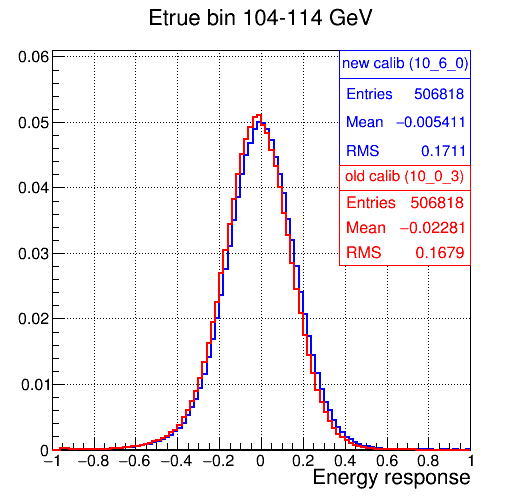 Etrue bin 104-114 GeV
new calib (10_6_0)
Entries 506818
Mean −0.005411
RMS 0.1711
old calib (10_0_3)
Entries 506818
Mean −0.02281
RMS 0.1679
0.06
0.05
0.04
0.03
0.02
0.01
0
−1 −0.8 −0.6 −0.4 −0.2 0 0.2 0.4 0.6 0.8 1
Energy response